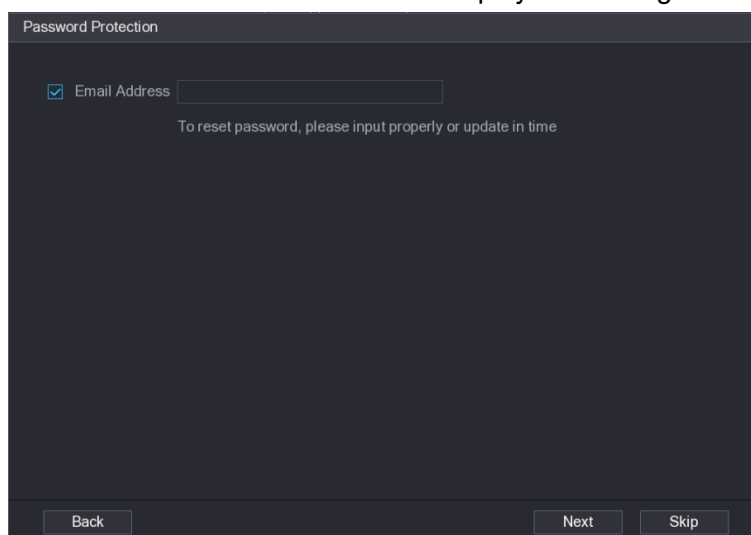 Password Protection
Email Address
To reset password, please input properly or update in time
Back Next Skip